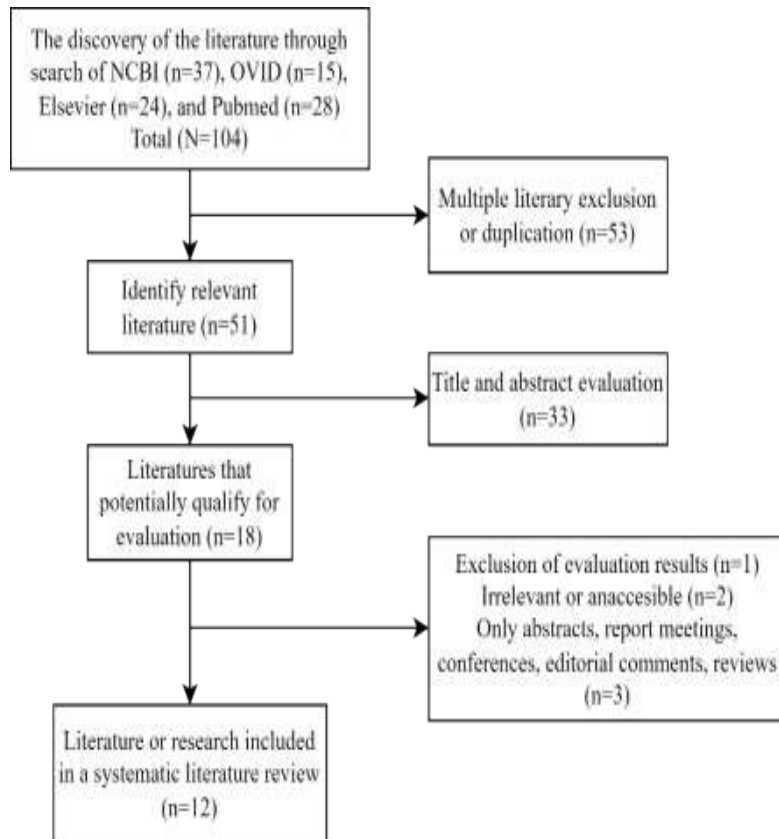 The discovery of the literature through
search of NCBI (n=37), OVID (n=15),
Elsevier (n=24), and Pubmed (n=28)
Total (N=104)
Multiple literary exclusion
or duplication (n=53)
Identify relevant
literature (n=51)
Title and abstract evaluation
(n=33)
Literatures that
potentially qualify for
evaluation (n=18)
Exclusion of evaluation results (n=1)
Irrelevant or anaccesible (n=2)
Only abstracts, report meetings,
conferences, editorial comments, reviews
(n=3)
Literature or research included
in a systematic literature review
(n=12)